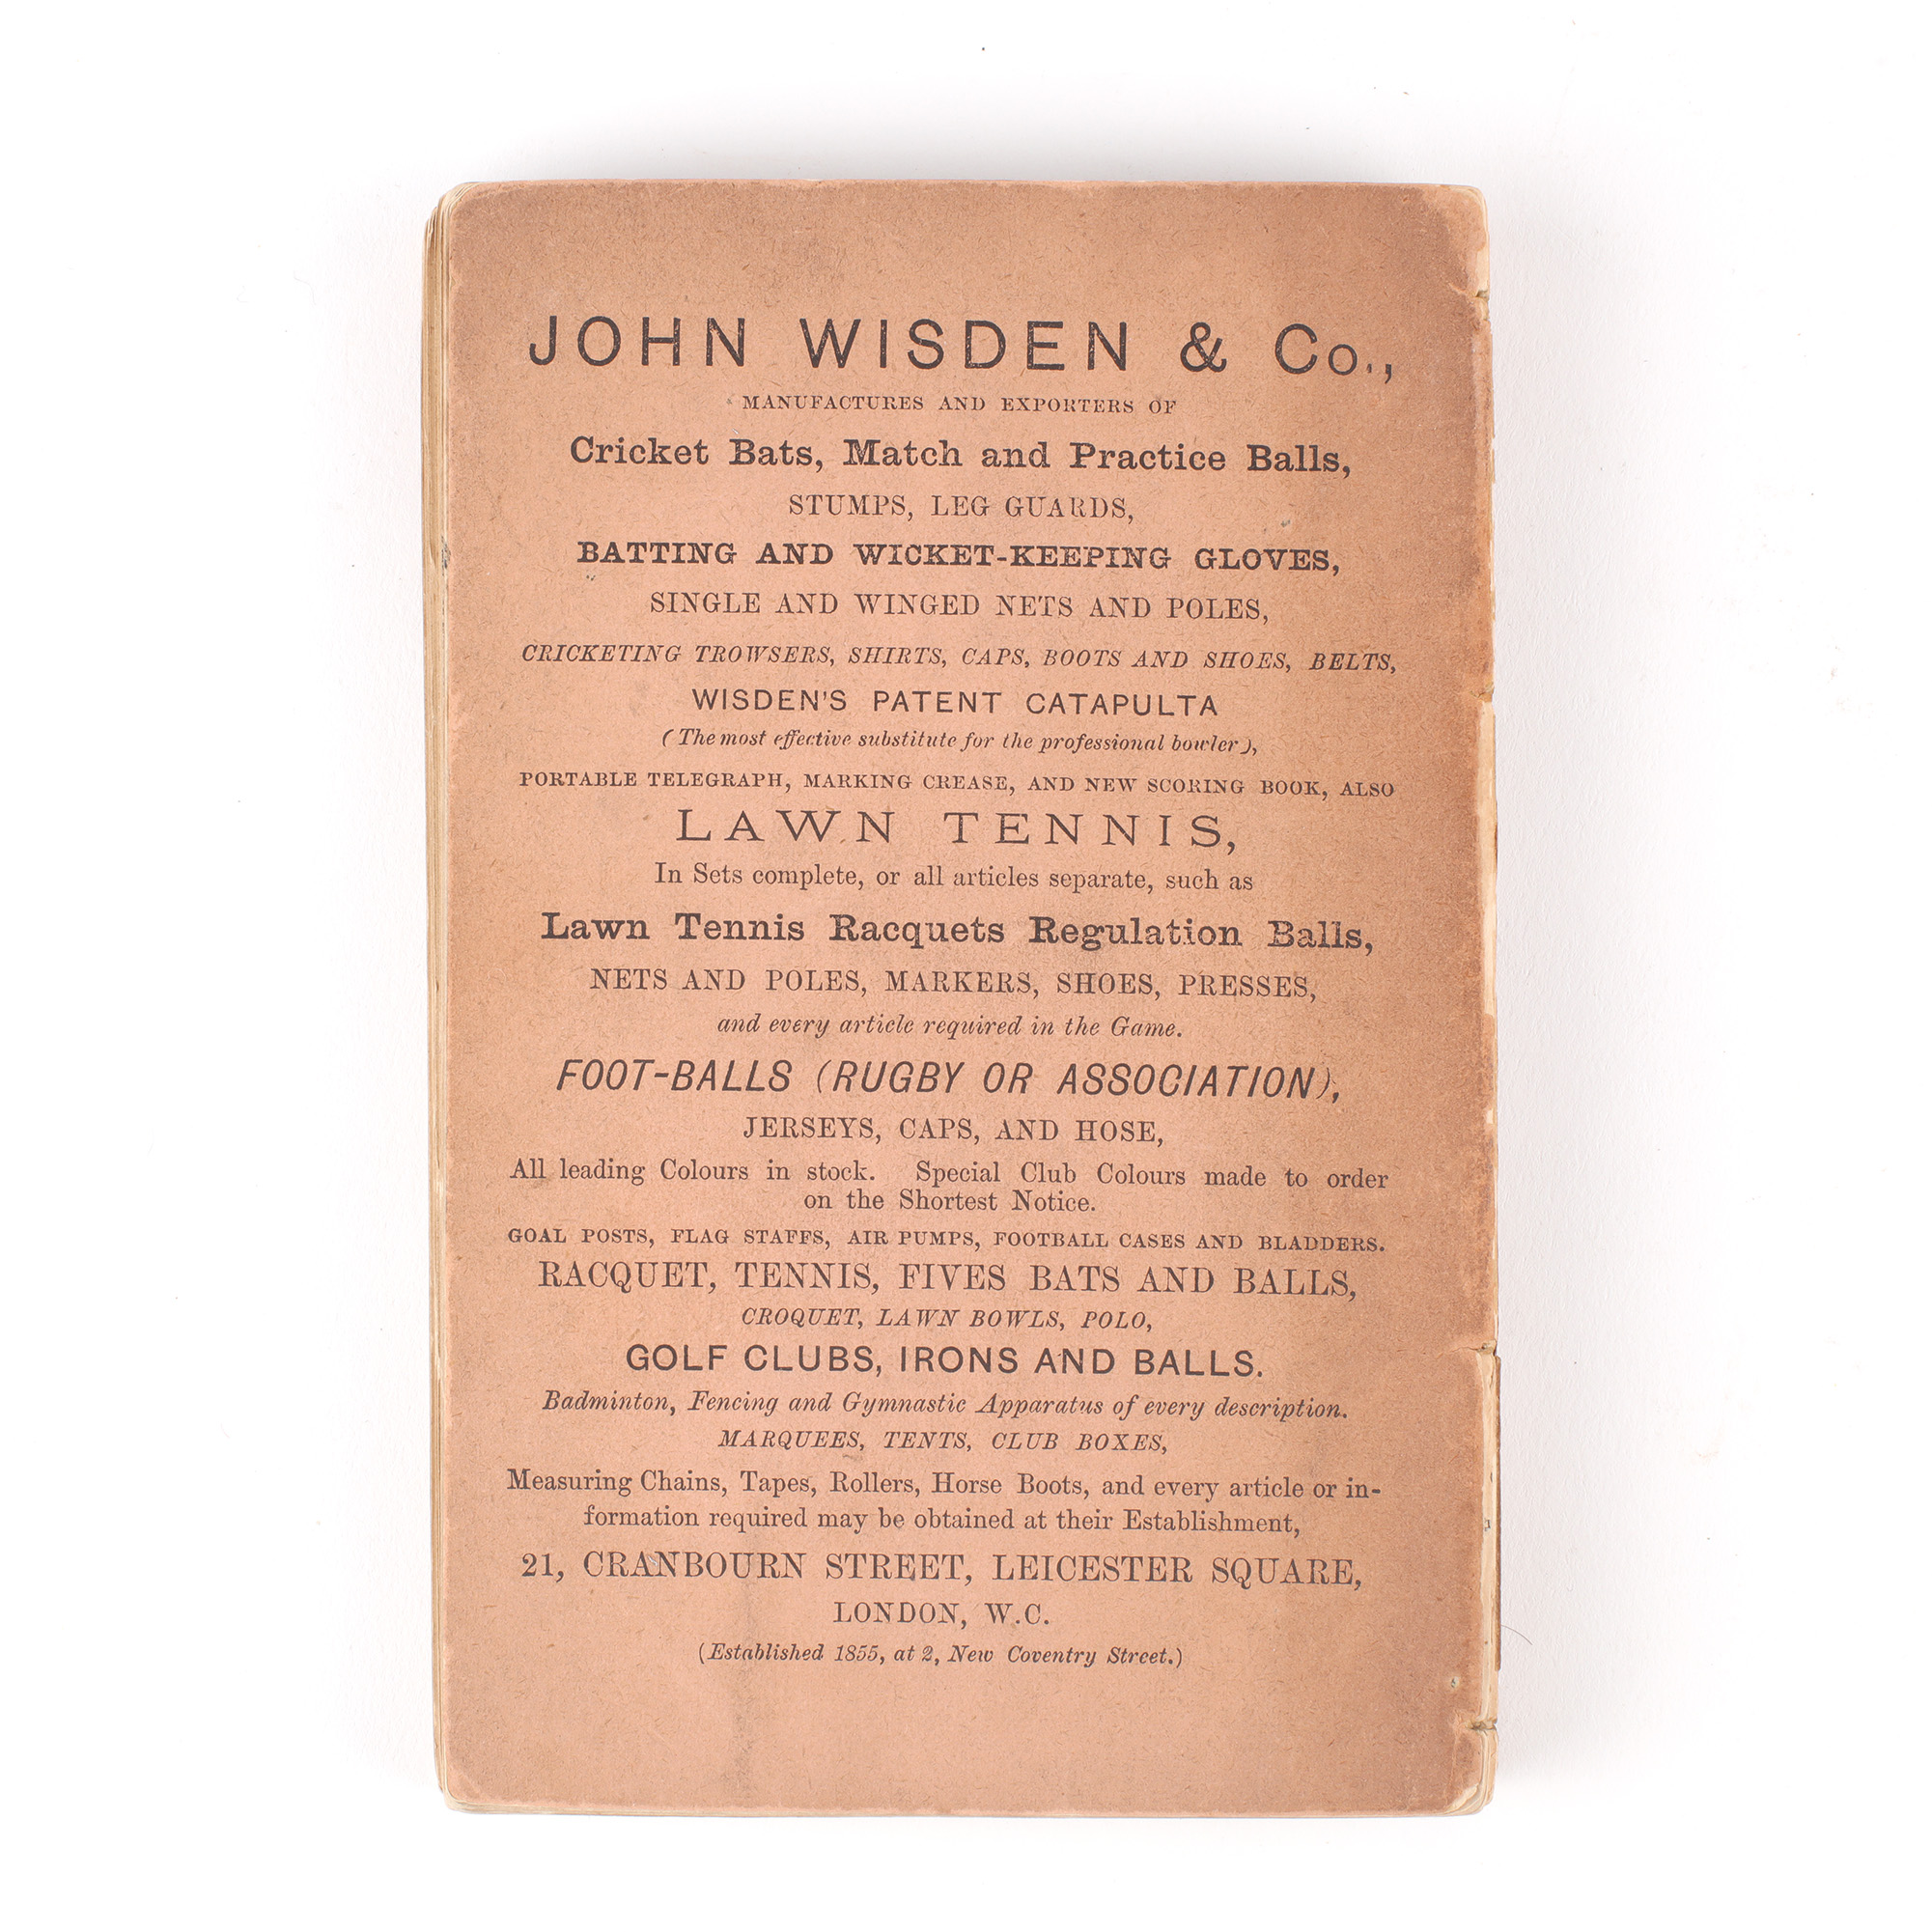 JOHN WISDEN & Co.,
MANUFACTURES AND EXPORTERS OF
Cricket Bats, Match and Practice Balls,
STUMPS, LEG GUARDS,
BATTING AND WICKET-KEEPING GLOVES,
SINGLE AND WINGED NETS AND POLES,
CRICKETING TROWSERS, SHIRTS, CAPS, BOOTS AND SHOES, BELTS,
WISDEN'S PATENT CATAPULTA
(The most effective substitute for the professional bowler),
PORTABLE TELEGRAPH, MARKING CREASE, AND NEW SCORING BOOK, ALSO
LAWN TENNIS,
In Sets complete, or all articles separate, such as
Lawn Tennis Racquets Regulation Balls,
NETS AND POLES, MARKERS, SHOES, PRESSES,
and every article required in the Game.
FOOT-BALLS (RUGBY OR ASSOCIATION),
JERSEYS, CAPS, AND HOSE,
All leading Colours in stock. Special Club Colours made to order
on the Shortest Notice.
GOAL POSTS, FLAG STAFFS, AIR PUMPS, FOOTBALL CASES AND BLADDERS.
RACQUET, TENNIS, FIVES BATS AND BALLS,
CROQUET, LAWN BOWLS, POLO,
GOLF CLUBS, IRONS AND BALLS.
Badminton, Fencing and Gymnastic Apparatus of every description.
MARQUEES, TENTS, CLUB BOXES,
Measuring Chains, Tapes, Rollers, Horse Boots, and every article or in-
formation required may be obtained at their Establishment,
21, CRANBOURN STREET, LEICESTER SQUARE,
LONDON, W.C.
(Established 1855, at 2, New Coventry Street.)